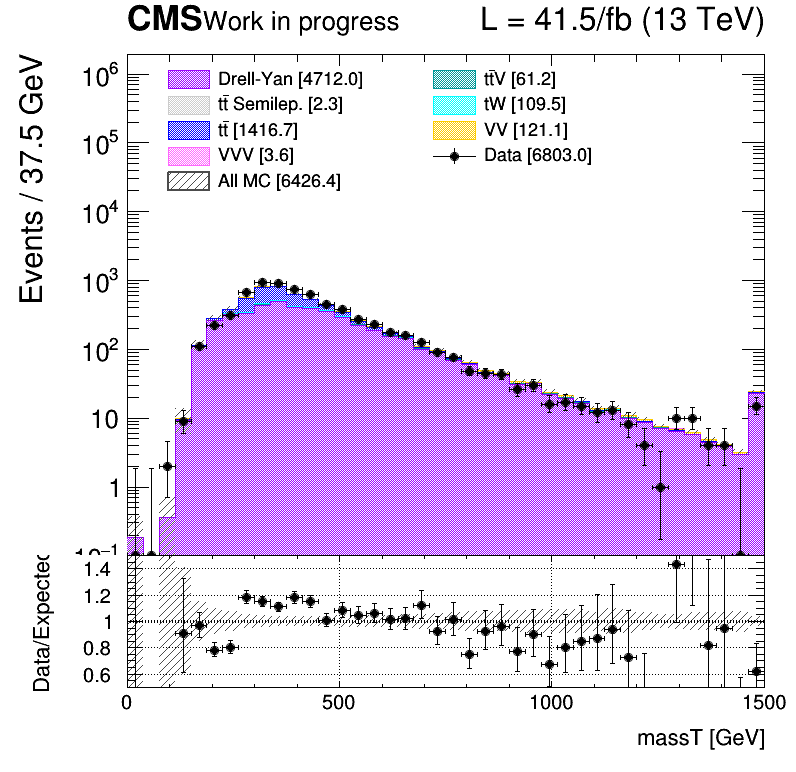 CMS Work in progress L = 41.5/fb (13 TeV)
Events / 37.5 GeV
10⁶
10⁵
10⁴
10³
10²
10
1
10⁻¹
Drell-Yan [4712.0]
tt̄ Semilep. [2.3]
tt̄ [1416.7]
VVV [3.6]
All MC [6426.4]
tt̄V [61.2]
tW [109.5]
VV [121.1]
Data [6803.0]
Data/Expected
1.4
1.2
1
0.8
0.6
0 500 1000 1500
massT [GeV]